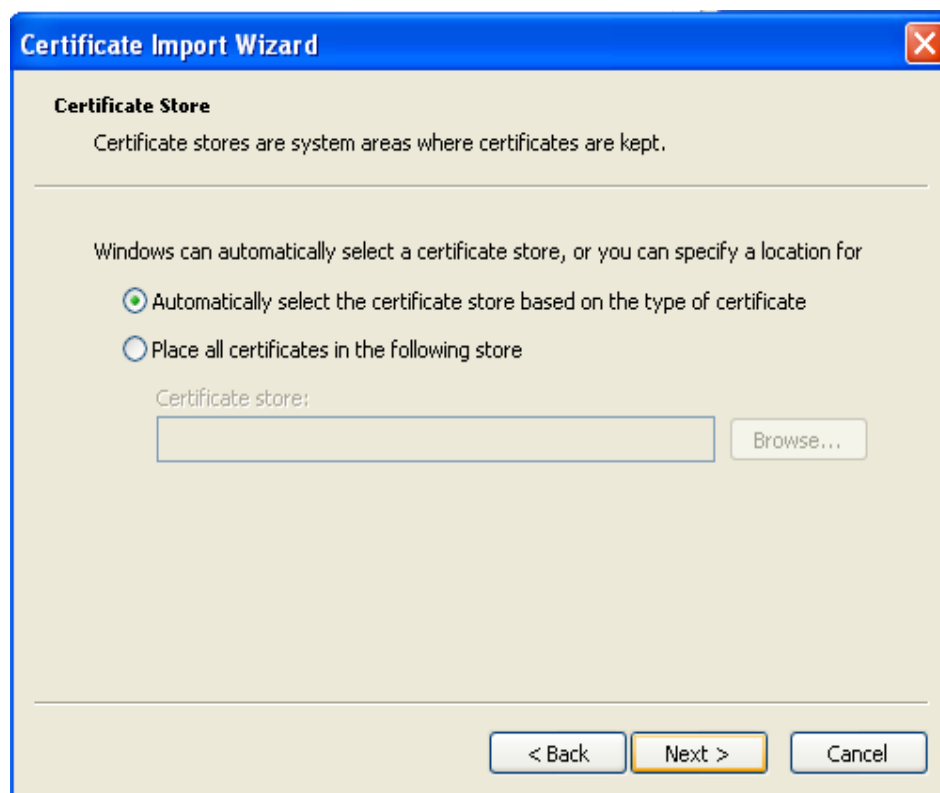 Certificate Import Wizard
Certificate Store
Certificate stores are system areas where certificates are kept.
Windows can automatically select a certificate store, or you can specify a location for
Automatically select the certificate store based on the type of certificate
Place all certificates in the following store
Certificate store:
Browse...
< Back
Next >
Cancel